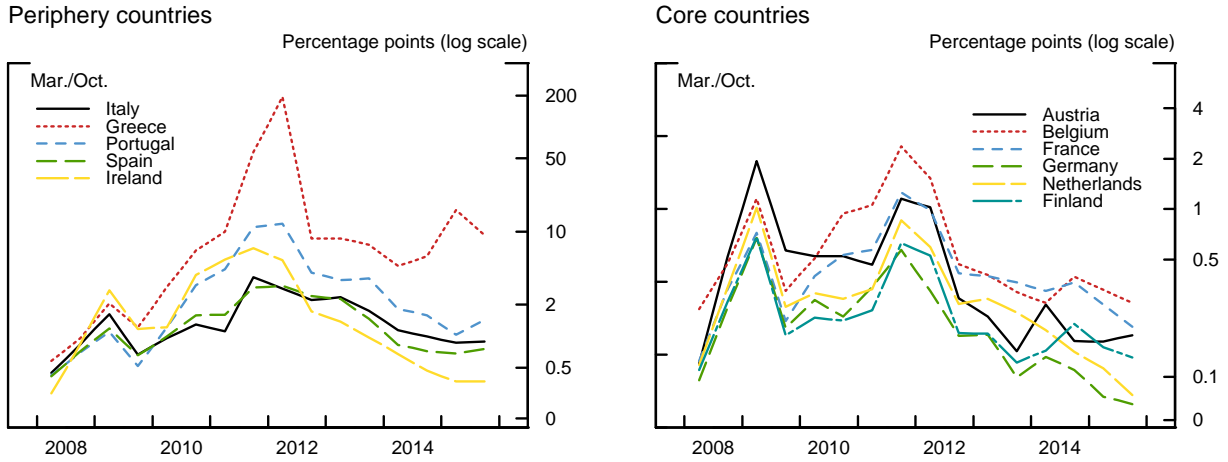 Periphery countries
Percentage points (log scale)
Mar./Oct.
Italy
Greece
Portugal
Spain
Ireland
200
50
10
2
0.5
0
2008 2010 2012 2014
Core countries
Percentage points (log scale)
Mar./Oct.
Austria
Belgium
France
Germany
Netherlands
Finland
4
2
1
0.5
0.1
0
2008 2010 2012 2014